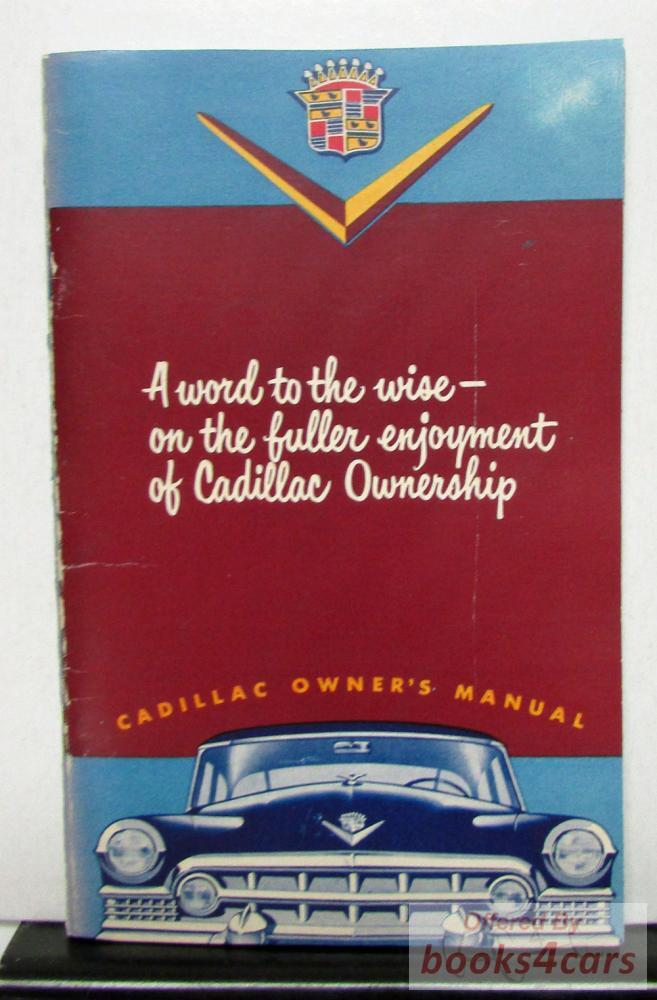 A word to the wise—
on the fuller enjoyment
of Cadillac Ownership
CADILLAC OWNER'S MANUAL
Offered By
books4cars